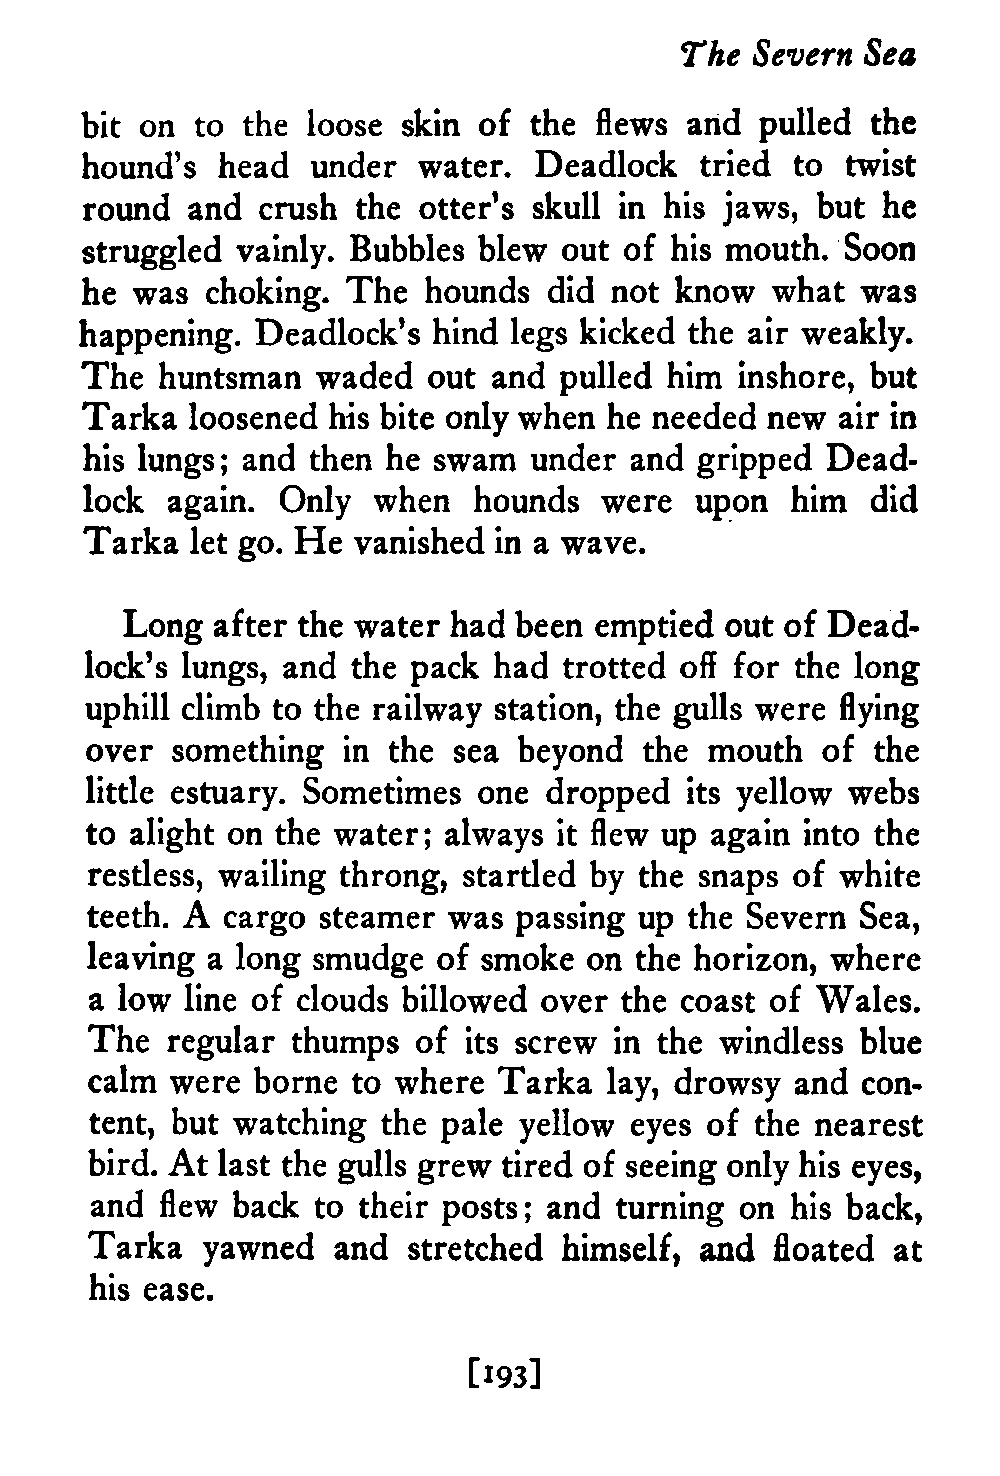 The Severn Sea
bit on to the loose skin of the flews and pulled the
hound's head under water. Deadlock tried to twist
round and crush the otter's skull in his jaws, but he
struggled vainly. Bubbles blew out of his mouth. Soon
he was choking. The hounds did not know what was
happening. Deadlock's hind legs kicked the air weakly.
The huntsman waded out and pulled him inshore, but
Tarka loosened his bite only when he needed new air in
his lungs; and then he swam under and gripped Dead-
lock again. Only when hounds were upon him did
Tarka let go. He vanished in a wave.
Long after the water had been emptied out of Dead-
lock's lungs, and the pack had trotted off for the long
uphill climb to the railway station, the gulls were flying
over something in the sea beyond the mouth of the
little estuary. Sometimes one dropped its yellow webs
to alight on the water; always it flew up again into the
restless, wailing throng, startled by the snaps of white
teeth. A cargo steamer was passing up the Severn Sea,
leaving a long smudge of smoke on the horizon, where
a low line of clouds billowed over the coast of Wales.
The regular thumps of its screw in the windless blue
calm were borne to where Tarka lay, drowsy and con-
tent, but watching the pale yellow eyes of the nearest
bird. At last the gulls grew tired of seeing only his eyes,
and flew back to their posts; and turning on his back,
Tarka yawned and stretched himself, and floated at
his ease.
[193]